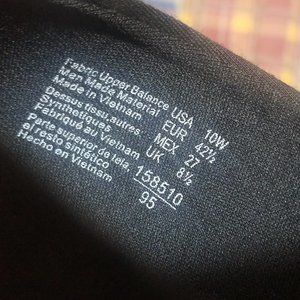 Fabric Upper Balance
Man Made Material
Made in Vietnam
Dessus tissu, autres
Synthetiques
Fabriqué au Vietnam
Parte superior de tela,
al resto sintético
Hecho en Vietnam
USA 10W
EUR 42½
MEX 27
UK 8½
158510
95